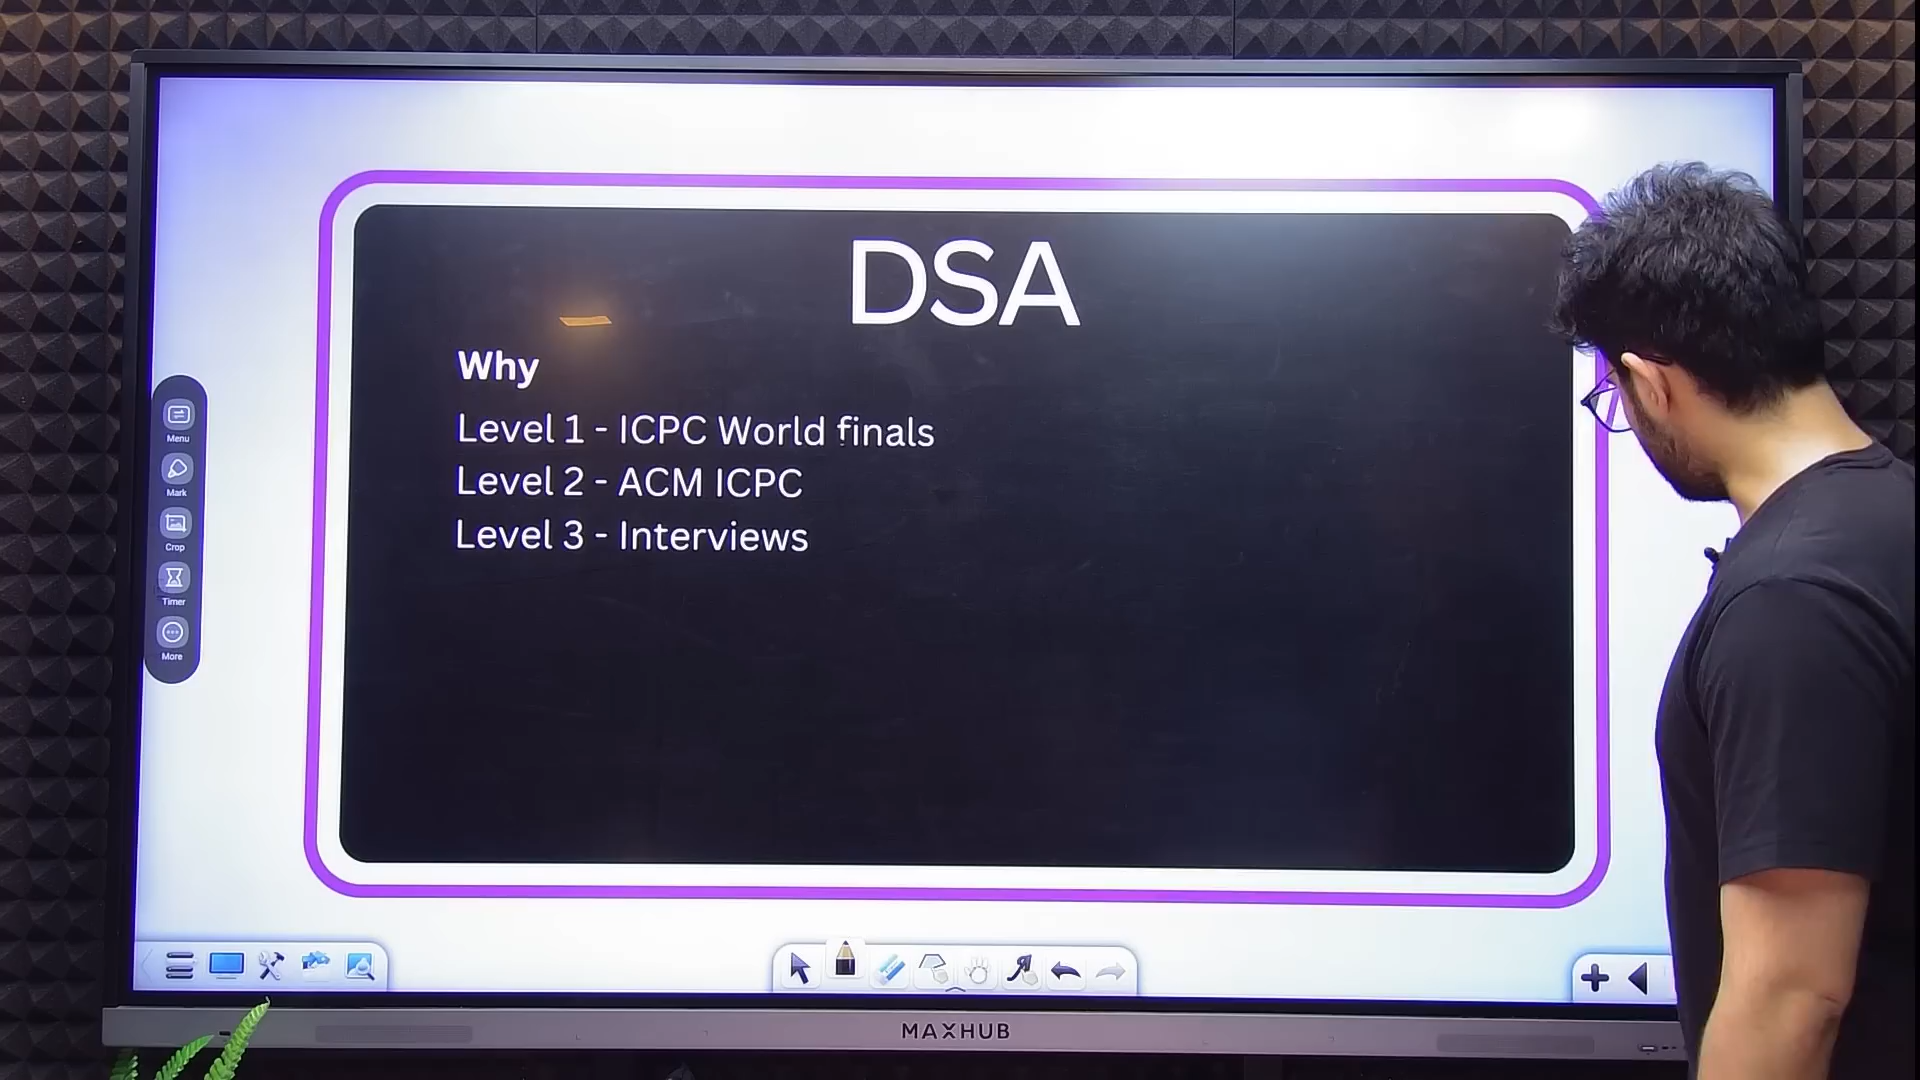 DSA
Why
Level 1 - ICPC World finals
Level 2 - ACM ICPC
Level 3 - Interviews
Menu
Mark
Crop
Timer
More
MAXHUB